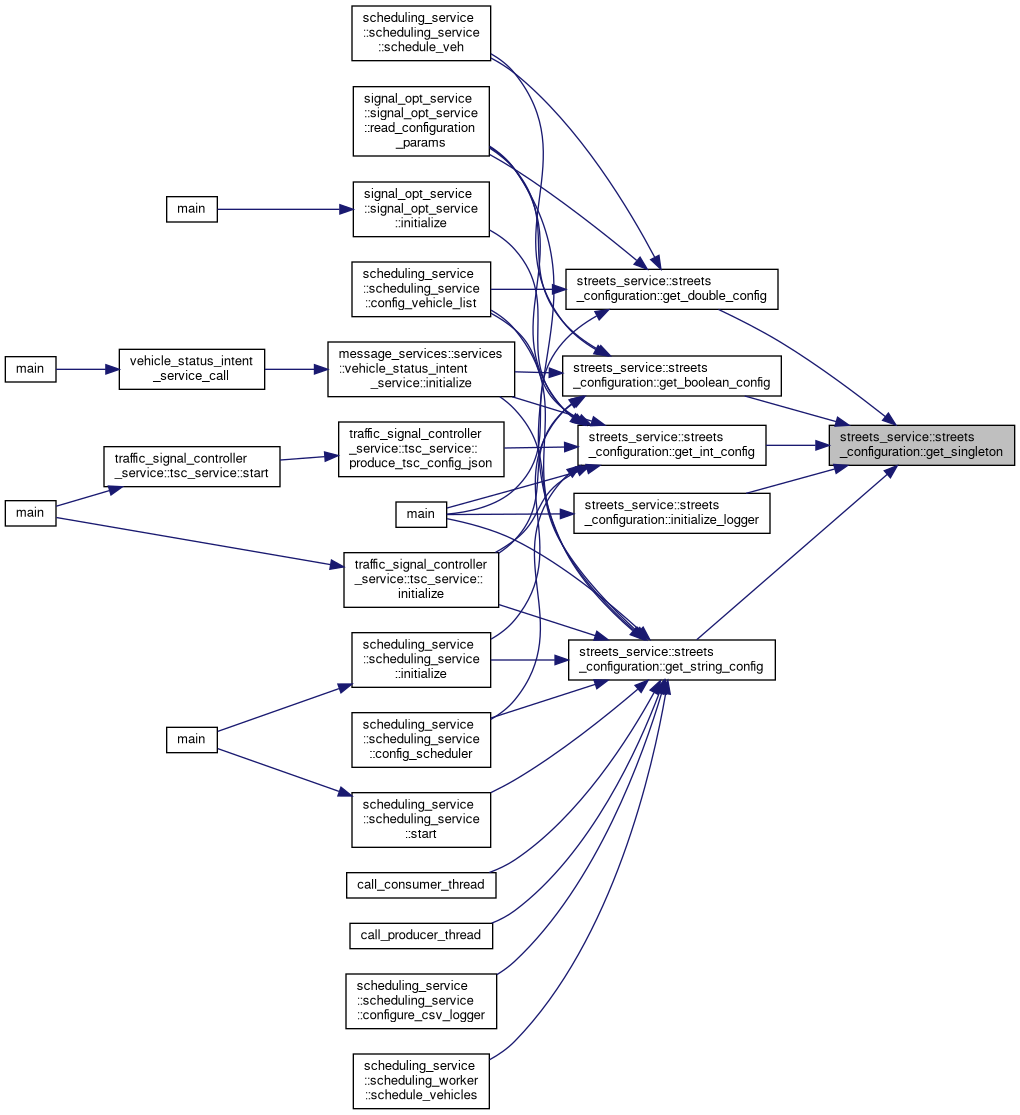 scheduling_service
::scheduling_service
::schedule_veh
signal_opt_service
::signal_opt_service
::read_configuration
_params
main
signal_opt_service
::signal_opt_service
::initialize
scheduling_service
::scheduling_service
::config_vehicle_list
streets_service::streets
_configuration::get_double_config
main
vehicle_status_intent
_service_call
message_services::services
::vehicle_status_intent
_service::initialize
streets_service::streets
_configuration::get_boolean_config
traffic_signal_controller
_service::tsc_service::start
traffic_signal_controller
_service::tsc_service::
produce_tsc_config_json
streets_service::streets
_configuration::get_int_config
streets_service::streets
_configuration::get_singleton
main
main
streets_service::streets
_configuration::initialize_logger
traffic_signal_controller
_service::tsc_service::
initialize
scheduling_service
::scheduling_service
::initialize
streets_service::streets
_configuration::get_string_config
main
scheduling_service
::scheduling_service
::config_scheduler
scheduling_service
::scheduling_service
::start
call_consumer_thread
call_producer_thread
scheduling_service
::scheduling_service
::configure_csv_logger
scheduling_service
::scheduling_worker
::schedule_vehicles